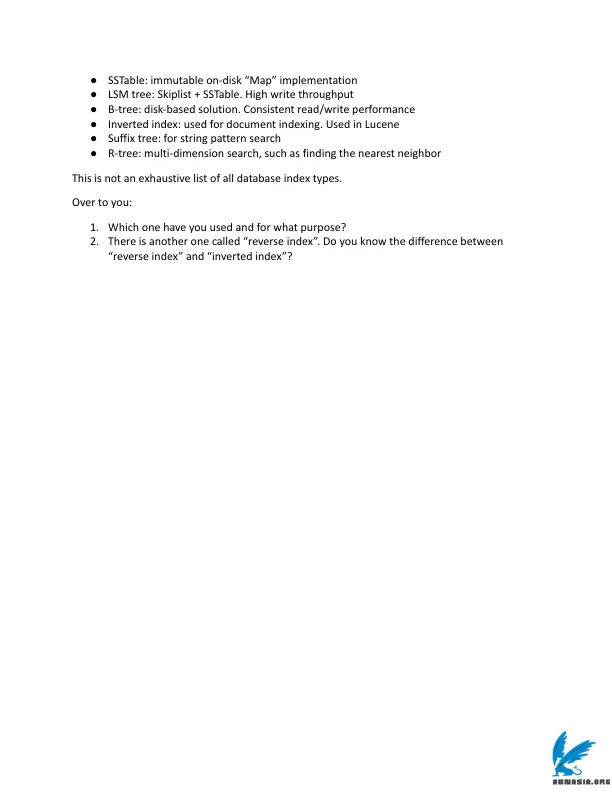 ● SSTable: immutable on-disk “Map” implementation
● LSM tree: Skiplist + SSTable. High write throughput
● B-tree: disk-based solution. Consistent read/write performance
● Inverted index: used for document indexing. Used in Lucene
● Suffix tree: for string pattern search
● R-tree: multi-dimension search, such as finding the nearest neighbor
This is not an exhaustive list of all database index types.
Over to you:
1. Which one have you used and for what purpose?
2. There is another one called “reverse index”. Do you know the difference between
“reverse index” and “inverted index”?
ABNASIA.ORG